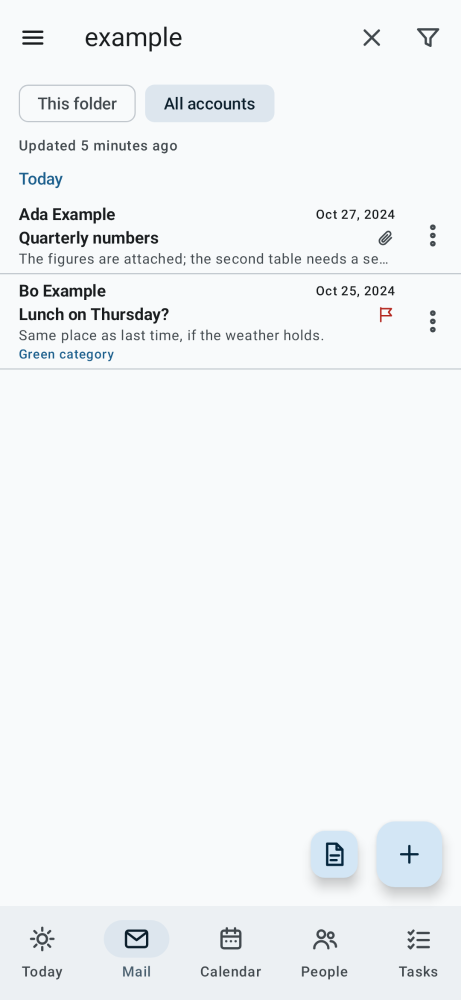 example
This folder
All accounts
Updated 5 minutes ago
Today
Ada Example
Oct 27, 2024
Quarterly numbers
The figures are attached; the second table needs a se…
Bo Example
Oct 25, 2024
Lunch on Thursday?
Same place as last time, if the weather holds.
Green category
Today
Mail
Calendar
People
Tasks